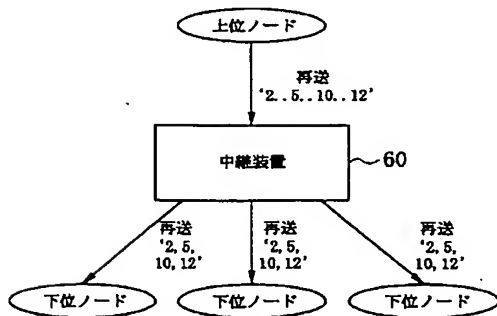 上位ノード
再送
‘2..5..10..12’
中継装置
60
再送
‘2,5,
10,12’
再送
‘2,5,
10,12’
再送
‘2,5,
10,12’
下位ノード
下位ノード
下位ノード